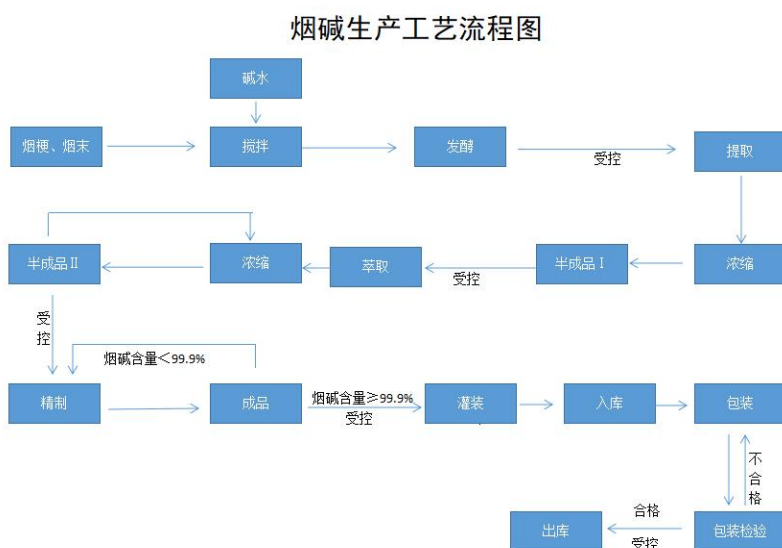 烟碱生产工艺流程图
碱水
烟梗、烟末
搅拌
发酵
受控
提取
半成品Ⅱ
浓缩
萃取
受控
半成品Ⅰ
浓缩
受
控
烟碱含量＜99.9%
精制
成品
烟碱含量≥99.9%
受控
灌装
入库
包装
不
合
格
出库
合格
受控
包装检验